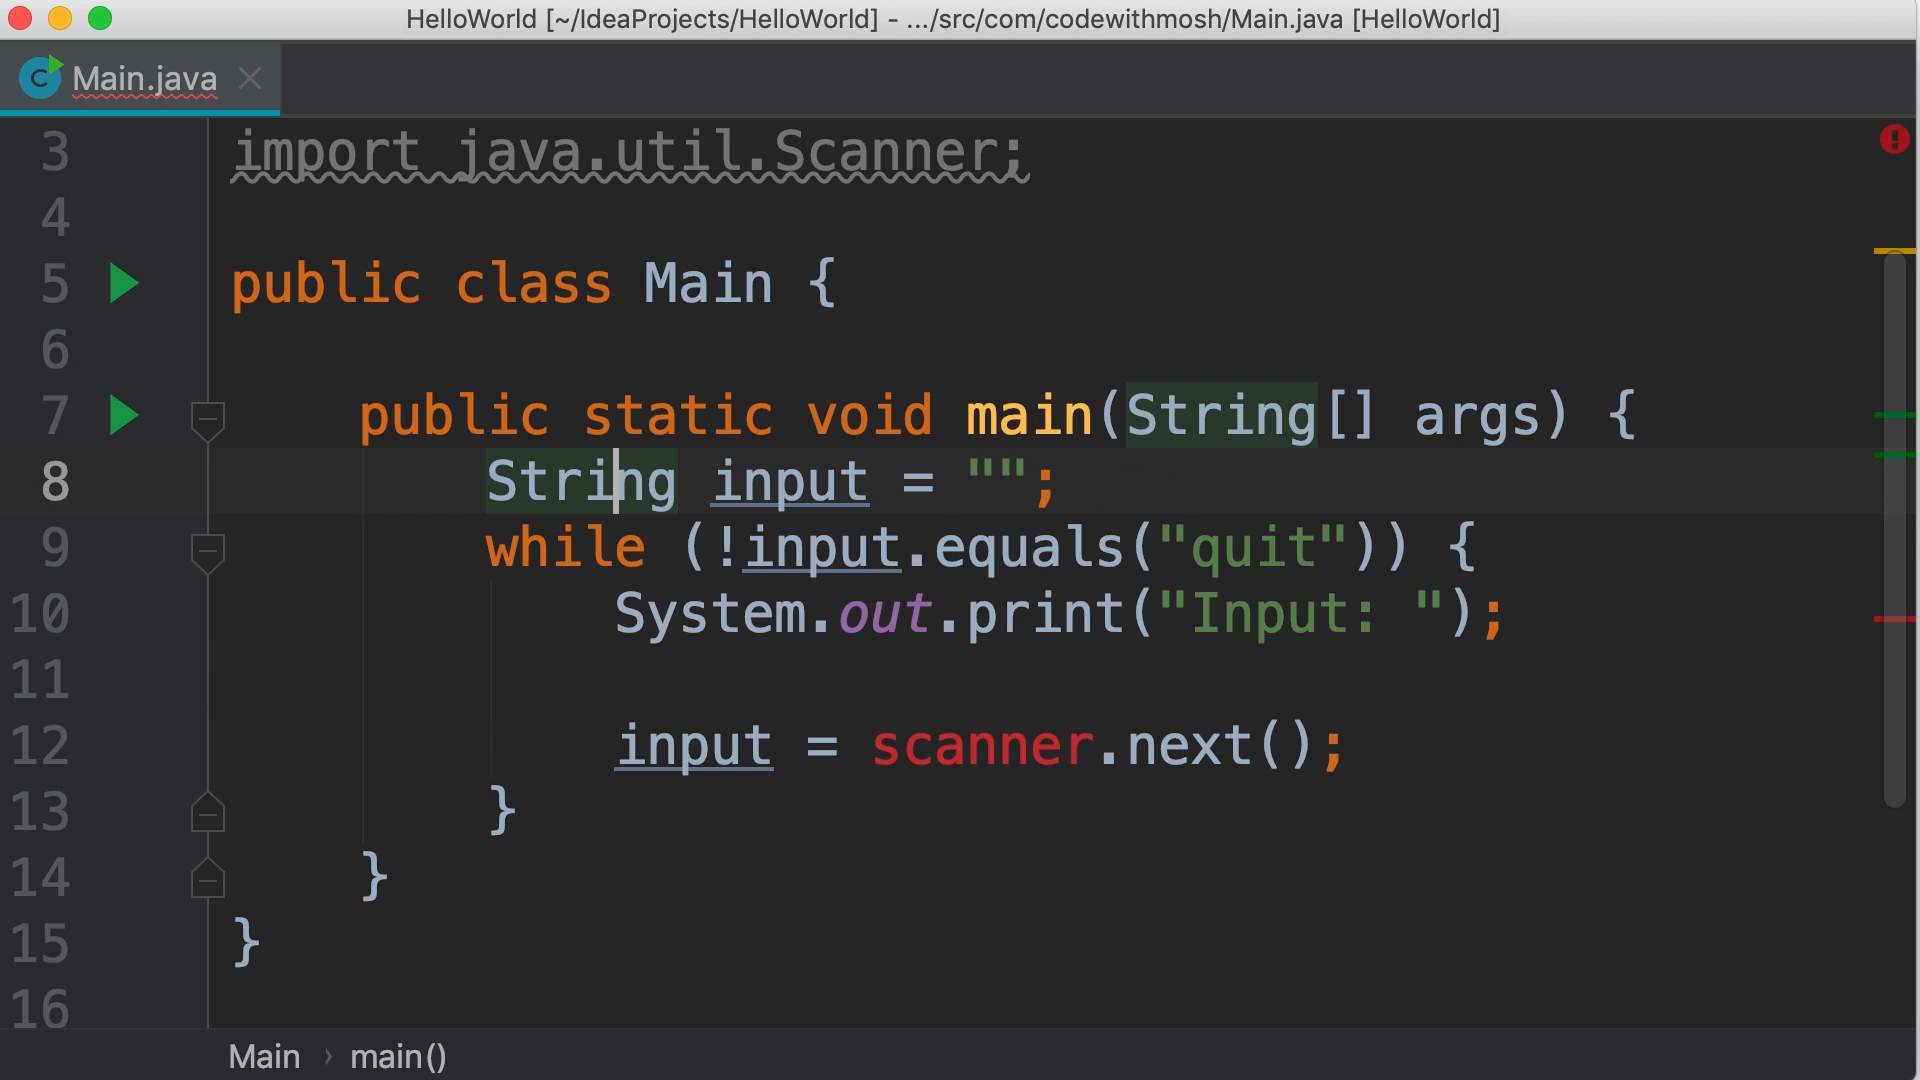 HelloWorld [~/IdeaProjects/HelloWorld] - .../src/com/codewithmosh/Main.java [HelloWorld]
Main.java
3 import java.util.Scanner;
4
5 public class Main {
6
7 public static void main(String[] args) {
8 String input = "";
9 while (!input.equals("quit")) {
10 System.out.print("Input: ");
11
12 input = scanner.next();
13 }
14 }
15 }
16
Main › main()